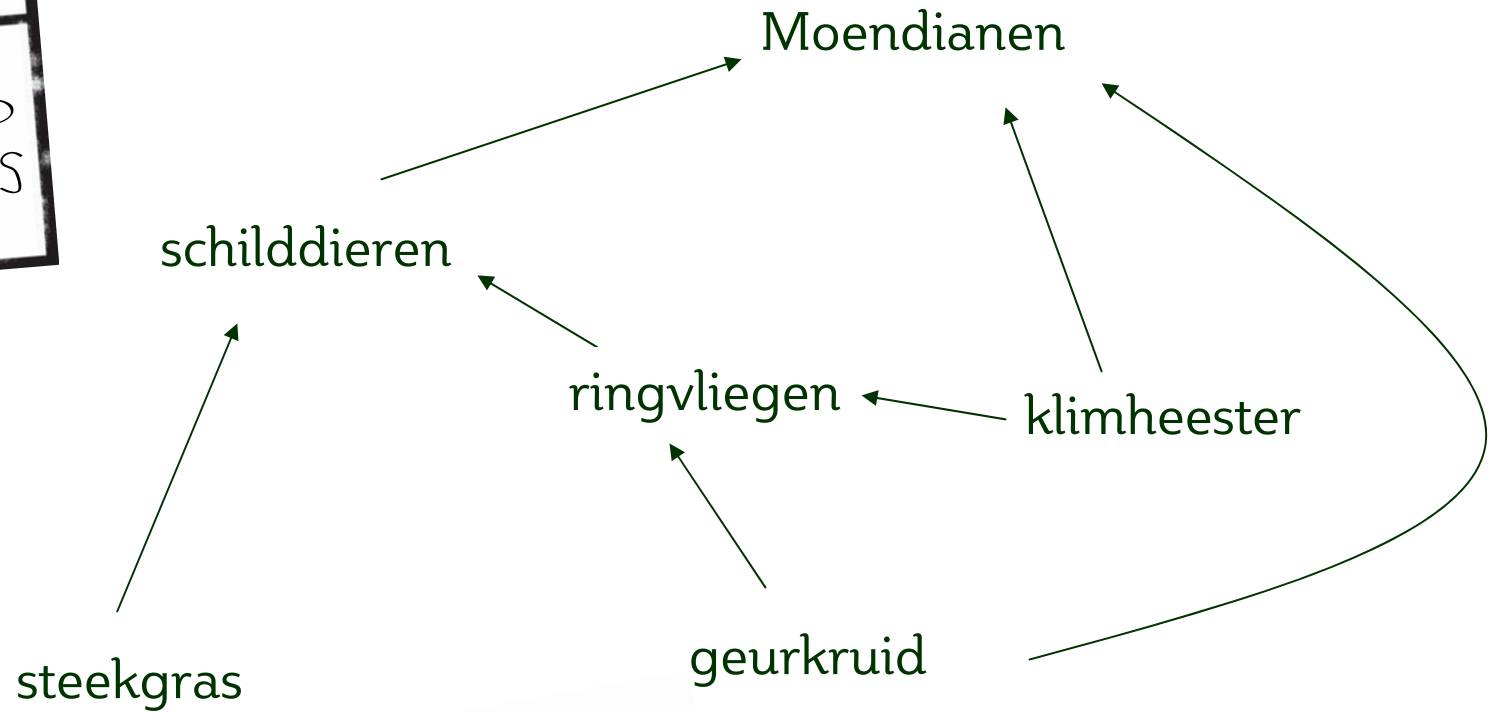 Moendianen
schilddieren
ringvliegen
klimheester
geurkruid
steekgras